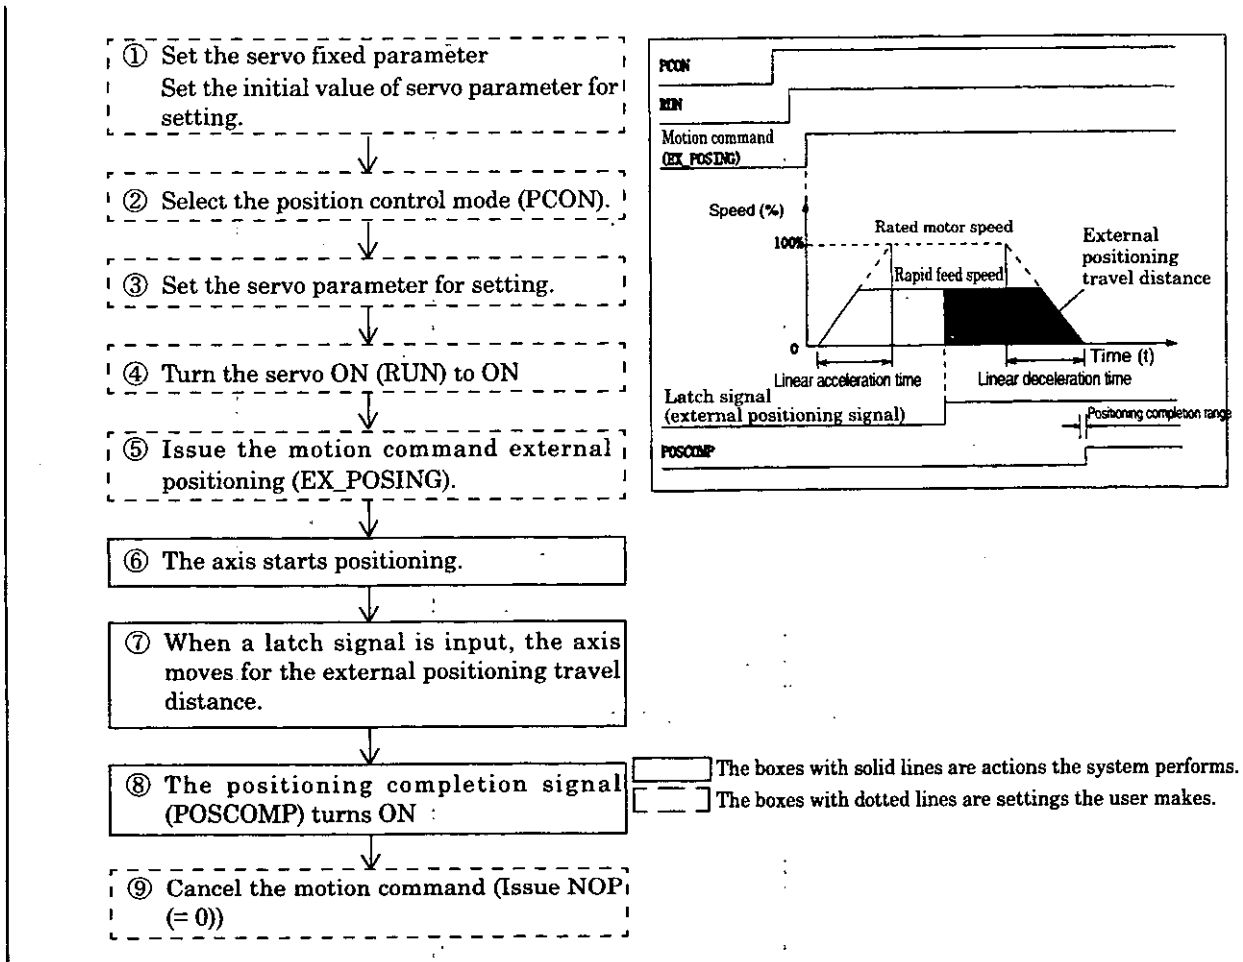 ① Set the servo fixed parameter
Set the initial value of servo parameter for
setting.
② Select the position control mode (PCON).
③ Set the servo parameter for setting.
④ Turn the servo ON (RUN) to ON
⑤ Issue the motion command external
positioning (EX_POSING).
⑥ The axis starts positioning.
⑦ When a latch signal is input, the axis
moves for the external positioning travel
distance.
⑧ The positioning completion signal
(POSCOMP) turns ON
⑨ Cancel the motion command (Issue NOP
(= 0))
PCON
Motion command
(EX_POSING)
Speed (%)
100%
Rated motor speed
Rapid feed speed
External
positioning
travel distance
0
Time (t)
Linear acceleration time
Linear deceleration time
Latch signal
(external positioning signal)
Positioning completion range
POSCOMP
The boxes with solid lines are actions the system performs.
The boxes with dotted lines are settings the user makes.